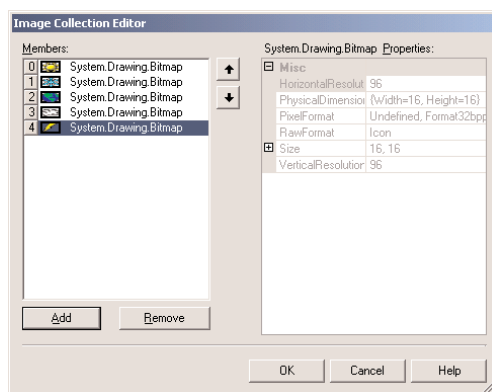 Image Collection Editor
Members:
0 System.Drawing.Bitmap
1 System.Drawing.Bitmap
2 System.Drawing.Bitmap
3 System.Drawing.Bitmap
4 System.Drawing.Bitmap
Add Remove
System.Drawing.Bitmap Properties:
Misc
HorizontalResolut 96
PhysicalDimension {Width=16, Height=16}
PixelFormat Undefined, Format32bpp
RawFormat Icon
Size 16, 16
VerticalResolution 96
OK Cancel Help